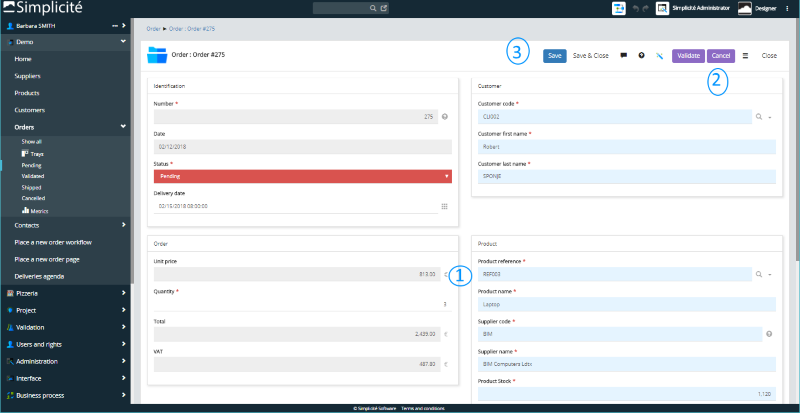 Simplicité
Simplicité Administrator
Designer
Barbara SMITH
Demo
Home
Suppliers
Products
Customers
Orders
Show all
Trays
Pending
Validated
Shipped
Cancelled
Metrics
Contacts
Place a new order workflow
Place a new order page
Deliveries agenda
Pizzeria
Project
Validation
Users and rights
Administration
Interface
Business process
Order ▸ Order : Order #275
Order : Order #275
3
Save
Save & Close
Validate
Cancel
Close
2
Identification
Number *
275
Date
02/12/2018
Status *
Pending
Delivery date
02/15/2018 08:00:00
Customer
Customer code *
CU002
Customer first name *
Robert
Customer last name *
SPONJE
Order
Unit price
813.00 €
1
Quantity *
Total
2,439.00 €
VAT
487.80 €
Product
Product reference *
REF003
Product name *
Laptop
Supplier code *
BIM
Supplier name *
BIM Computers Ldtc
Product Stock *
1,120
© Simplicité Software Terms and conditions